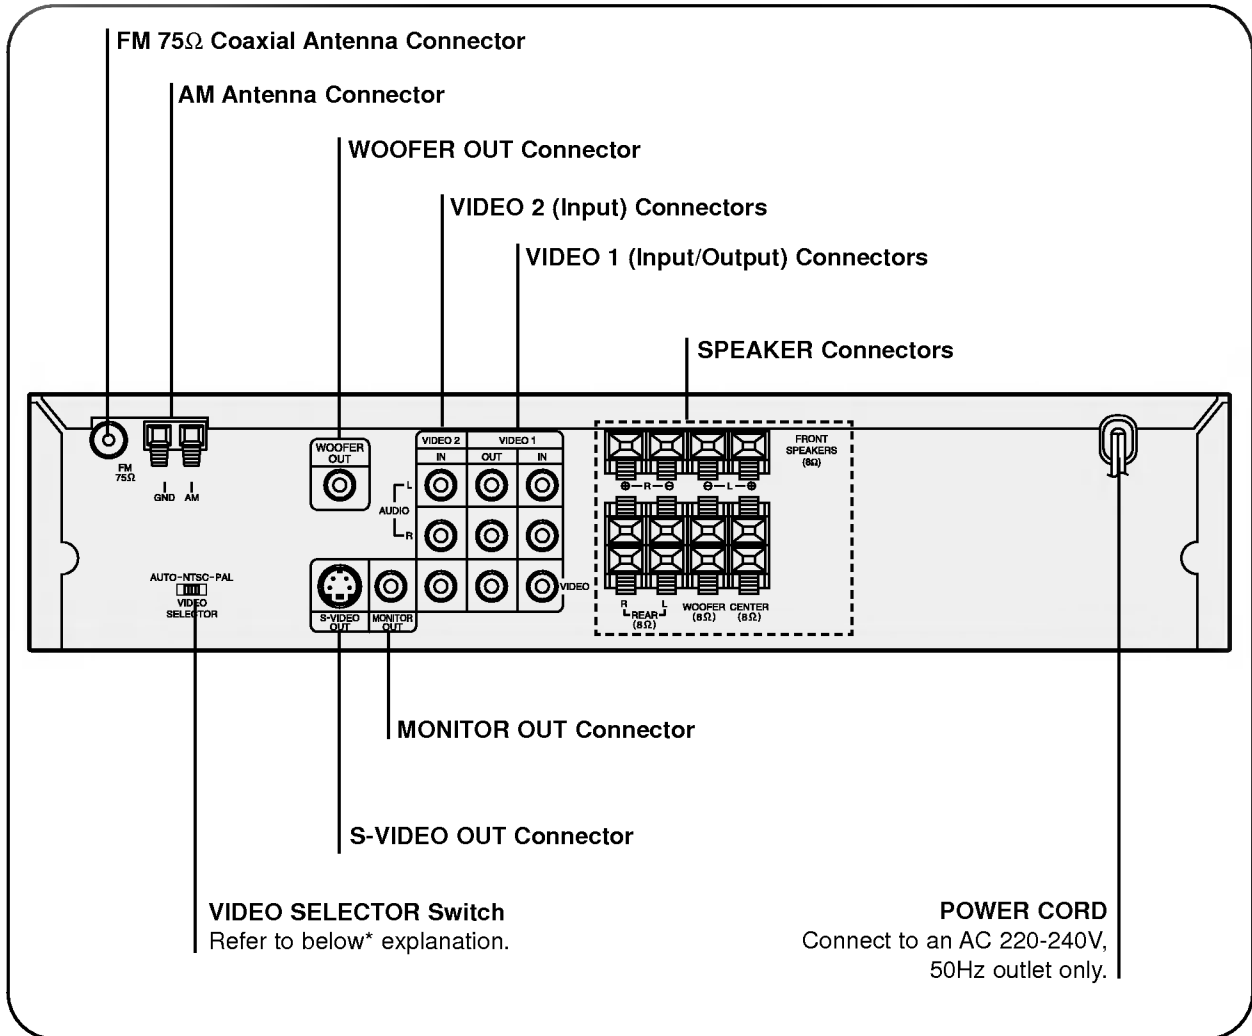 FM 75Ω Coaxial Antenna Connector
AM Antenna Connector
WOOFER OUT Connector
VIDEO 2 (Input) Connectors
VIDEO 1 (Input/Output) Connectors
SPEAKER Connectors
FM
75Ω
GND AM
WOOFER
OUT
VIDEO 2 VIDEO 1
IN OUT IN
L
AUDIO
R
VIDEO
FRONT
SPEAKERS
(8Ω)
⊕ R ⊖ ⊖ L ⊕
R L
REAR
(8Ω)
WOOFER
(8Ω)
CENTER
(8Ω)
AUTO-NTSC-PAL
VIDEO
SELECTOR
S-VIDEO
OUT
MONITOR
OUT
MONITOR OUT Connector
S-VIDEO OUT Connector
VIDEO SELECTOR Switch
Refer to below* explanation.
POWER CORD
Connect to an AC 220-240V,
50Hz outlet only.